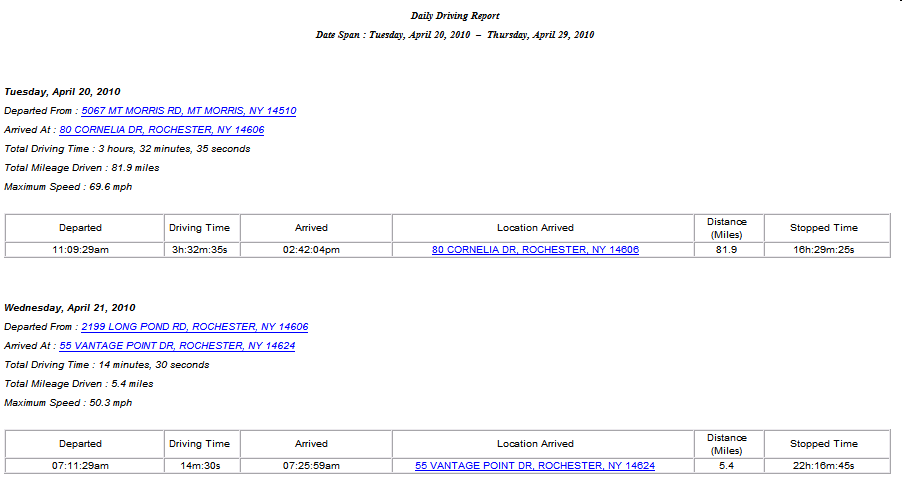 Daily Driving Report
Date Span : Tuesday, April 20, 2010 – Thursday, April 29, 2010
Tuesday, April 20, 2010
Departed From : 5067 MT MORRIS RD, MT MORRIS, NY 14510
Arrived At : 80 CORNELIA DR, ROCHESTER, NY 14606
Total Driving Time : 3 hours, 32 minutes, 35 seconds
Total Mileage Driven : 81.9 miles
Maximum Speed : 69.6 mph
Departed Driving Time Arrived Location Arrived Distance (Miles) Stopped Time
11:09:29am 3h:32m:35s 02:42:04pm 80 CORNELIA DR, ROCHESTER, NY 14606 81.9 16h:29m:25s
Wednesday, April 21, 2010
Departed From : 2199 LONG POND RD, ROCHESTER, NY 14606
Arrived At : 55 VANTAGE POINT DR, ROCHESTER, NY 14624
Total Driving Time : 14 minutes, 30 seconds
Total Mileage Driven : 5.4 miles
Maximum Speed : 50.3 mph
Departed Driving Time Arrived Location Arrived Distance (Miles) Stopped Time
07:11:29am 14m:30s 07:25:59am 55 VANTAGE POINT DR, ROCHESTER, NY 14624 5.4 22h:16m:45s